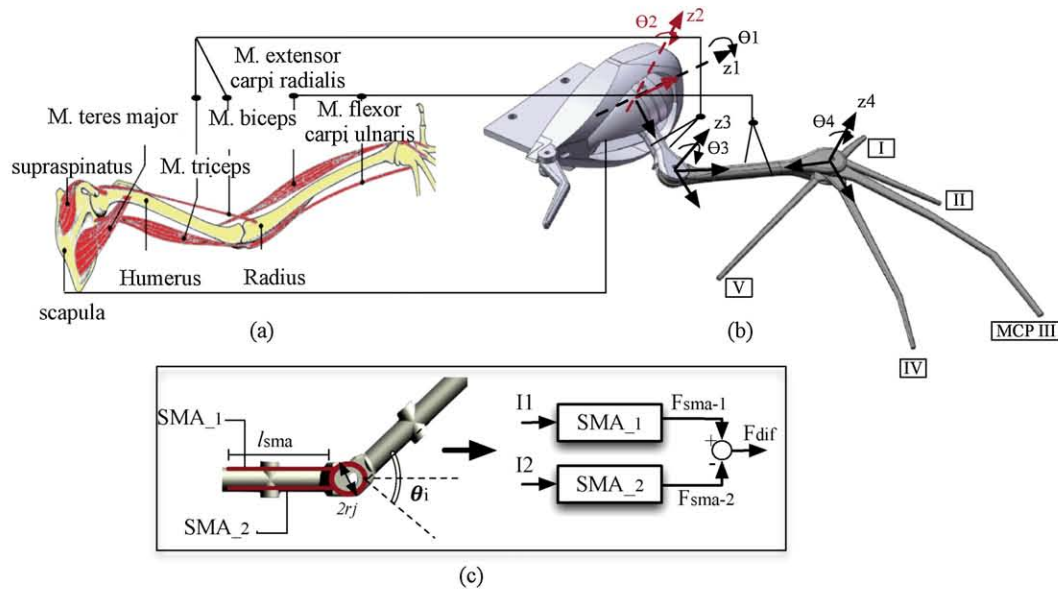 M. extensor
carpi radialis
M. teres major
M. biceps
M. flexor
carpi ulnaris
supraspinatus
M. triceps
Humerus
Radius
scapula
(a)
Θ2
z2
Θ1
z1
z3
Θ3
z4
Θ4
I
II
V
MCP III
IV
(b)
SMA_1
lsma
SMA_2
2rj
θi
I1
SMA_1
Fsma-1
I2
SMA_2
Fsma-2
+
-
Fdif
(c)